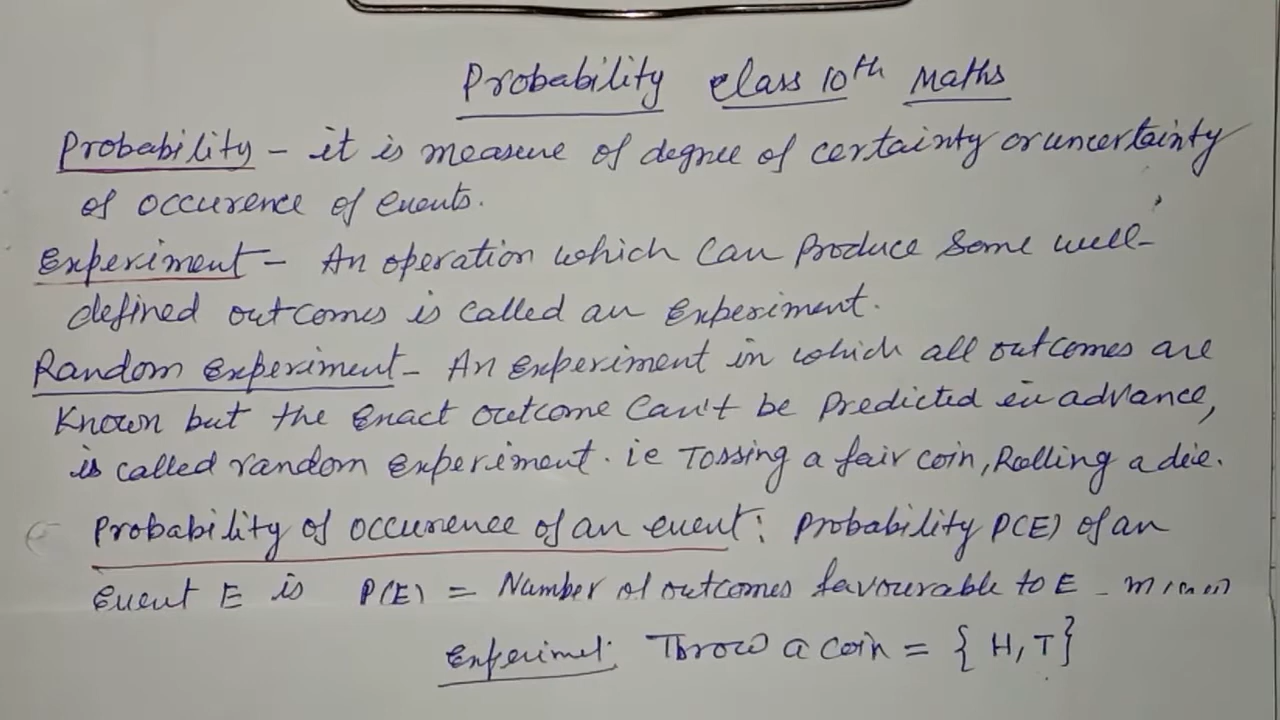 Probability class 10th Maths
Probability - it is measure of degree of certainty or uncertainty
of occurence of events.
Experiment - An operation which can produce some well-
defined outcomes is called an experiment.
Random experiment - An experiment in which all outcomes are
Known but the exact outcome can't be predicted in advance,
is called random experiment. ie Tossing a fair coin, Rolling a die.
Probability of occurence of an event: Probability P(E) of an
event E is P(E) = Number of outcomes favourable to E -
Experimet: Throw a coin = {H,T}